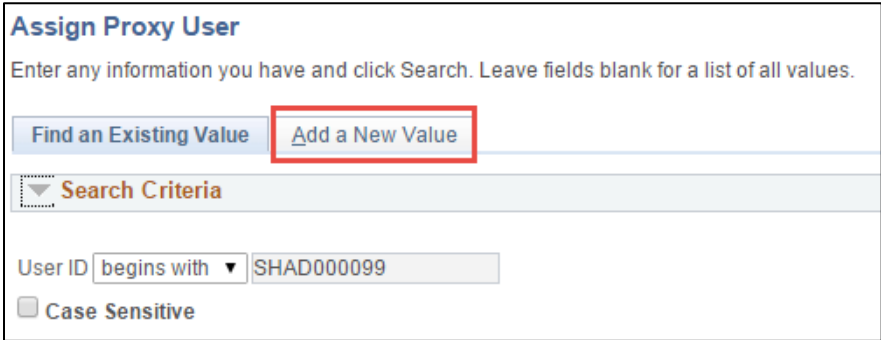 Assign Proxy User
Enter any information you have and click Search. Leave fields blank for a list of all values.
Find an Existing Value Add a New Value
Search Criteria
User ID begins with SHAD000099
Case Sensitive